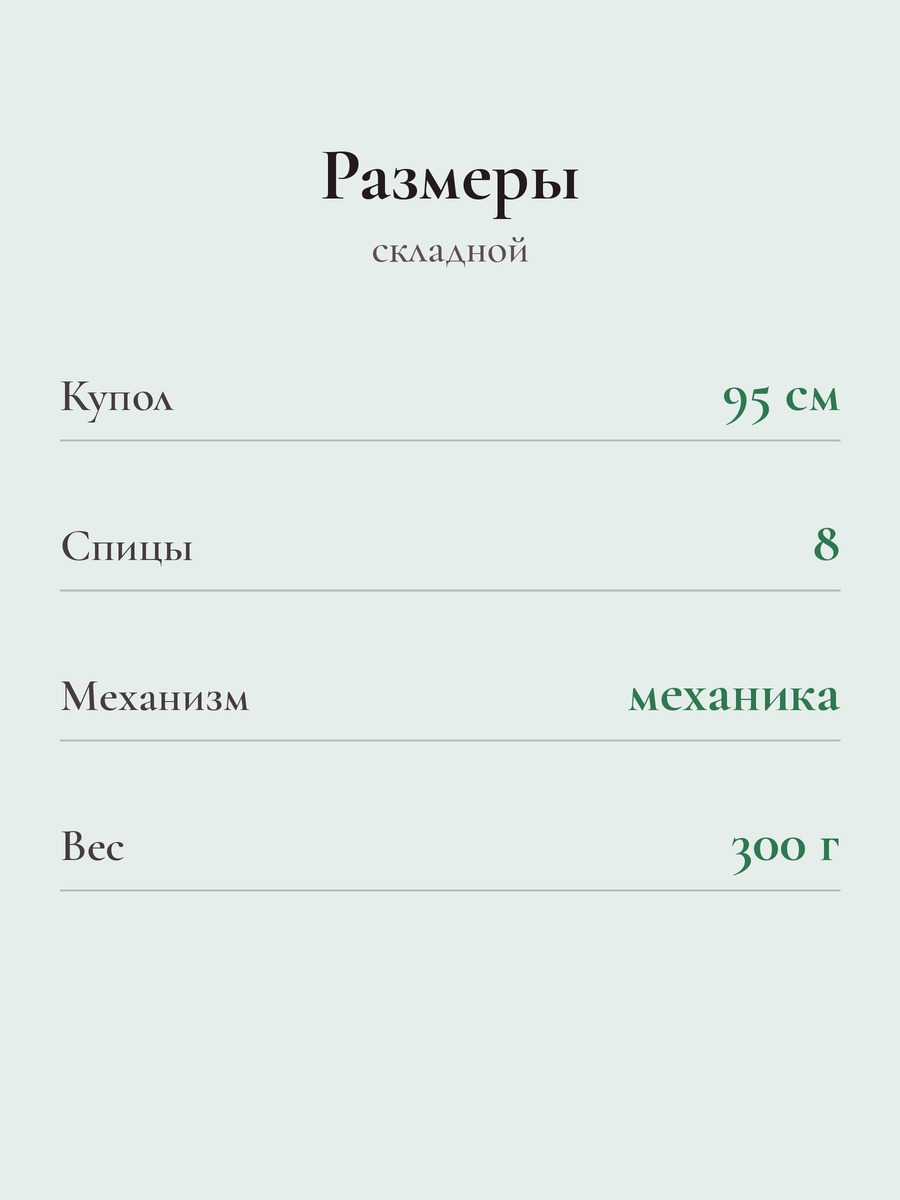 Размеры
складной
Купол 95 см
Спицы 8
Механизм механика
Вес 300 г